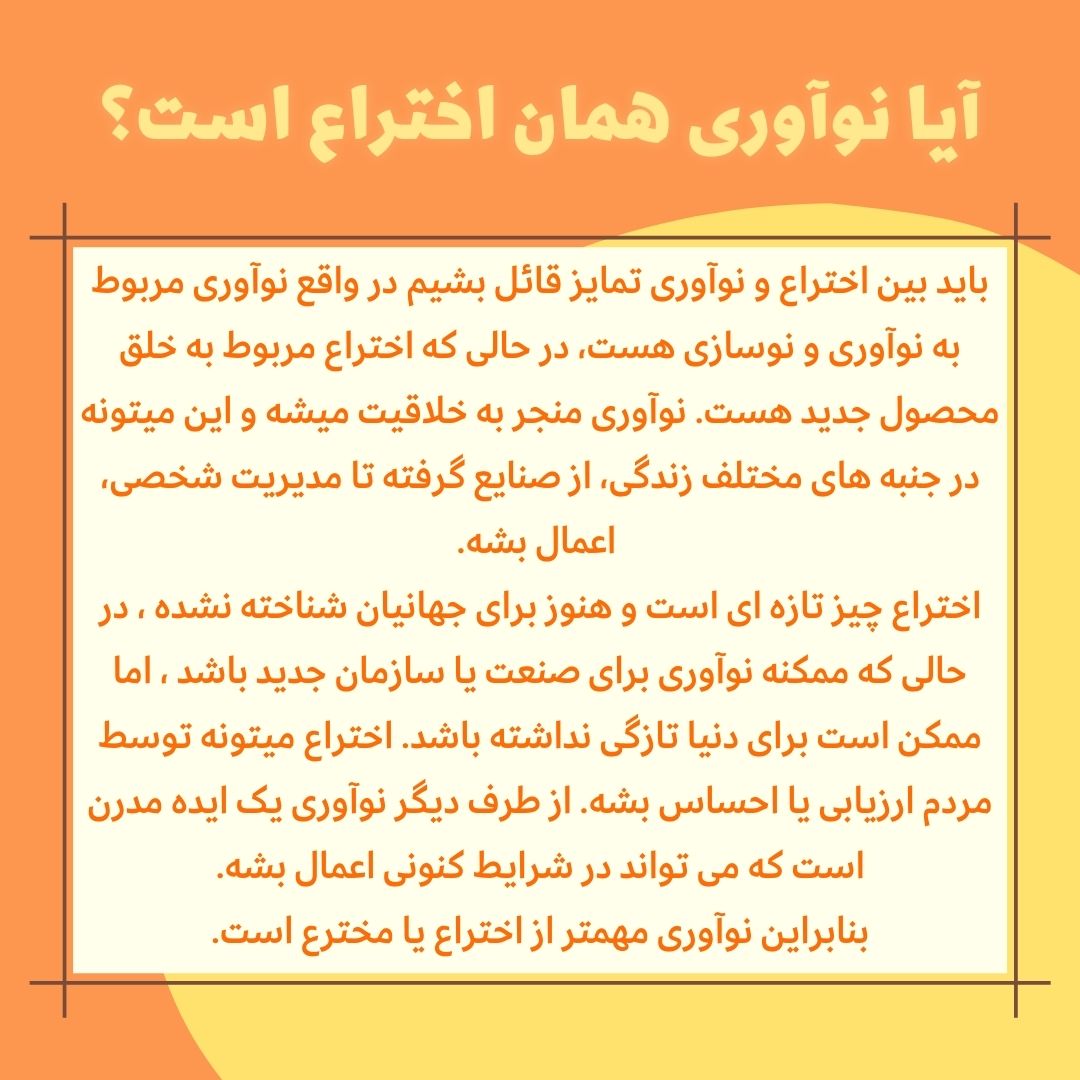 آیا نوآوری همان اختراع است؟
باید بین اختراع و نوآوری تمایز قائل بشیم در واقع نوآوری مربوط
به نوآوری و نوسازی هست، در حالی که اختراع مربوط به خلق
محصول جدید هست. نوآوری منجر به خلاقیت میشه و این میتونه
در جنبه های مختلف زندگی، از صنایع گرفته تا مدیریت شخصی،
اعمال بشه.
اختراع چیز تازه ای است و هنوز برای جهانیان شناخته نشده ، در
حالی که ممکنه نوآوری برای صنعت یا سازمان جدید باشد ، اما
ممکن است برای دنیا تازگی نداشته باشد. اختراع میتونه توسط
مردم ارزیابی یا احساس بشه. از طرف دیگر نوآوری یک ایده مدرن
است که می تواند در شرایط کنونی اعمال بشه.
بنابراین نوآوری مهمتر از اختراع یا مخترع است.